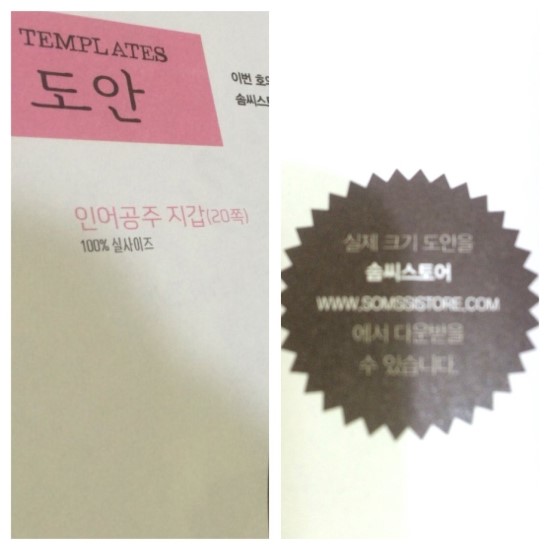 TEMPLATES
도안
이번 호의
솜씨스
인어공주 지갑(20쪽)
100% 실사이즈
실제 크기 도안을
솜씨스토어
WWW.SOMSSISTORE.COM
에서 다운받을
수 있습니다.